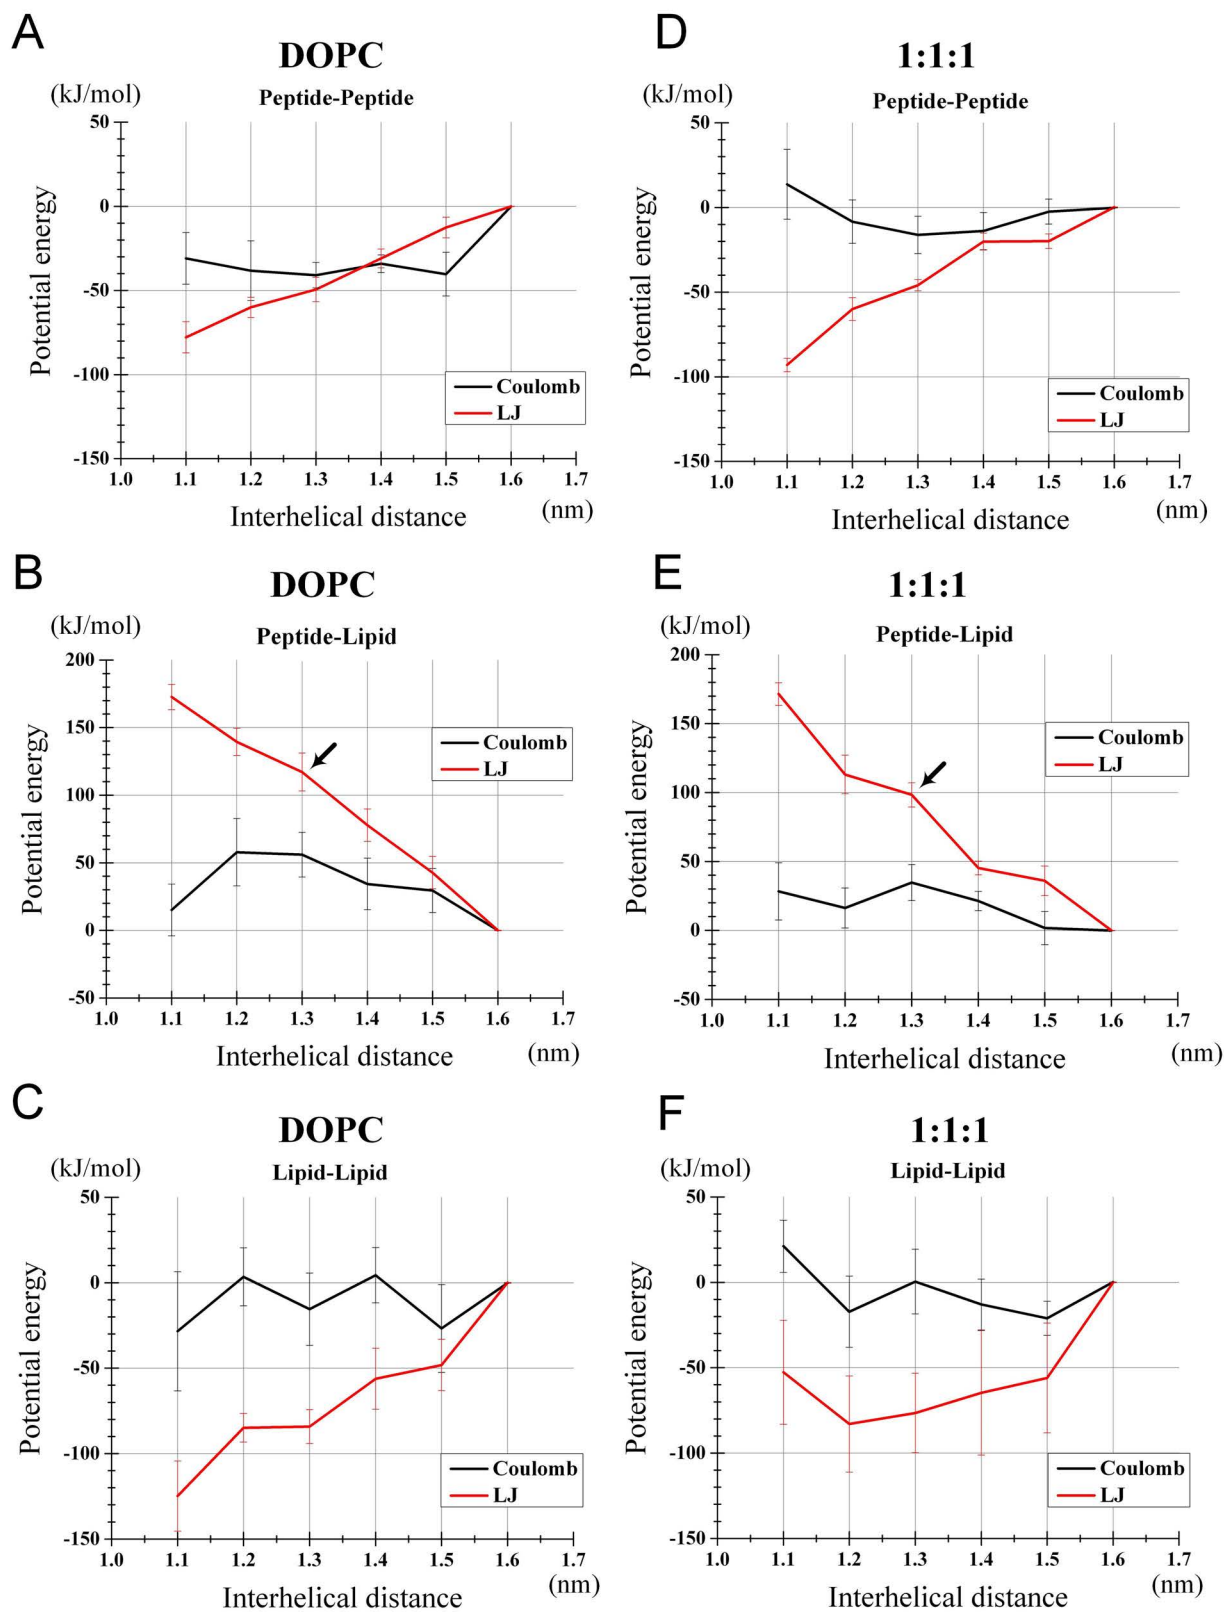 A
DOPC
(kJ/mol)
Peptide-Peptide
50
0
-50
-100
-150
Potential energy
Coulomb
LJ
1.0 1.1 1.2 1.3 1.4 1.5 1.6 1.7
Interhelical distance (nm)
D
1:1:1
(kJ/mol)
Peptide-Peptide
50
0
-50
-100
-150
Potential energy
Coulomb
LJ
1.0 1.1 1.2 1.3 1.4 1.5 1.6 1.7
Interhelical distance (nm)
B
DOPC
(kJ/mol)
Peptide-Lipid
200
150
100
50
0
-50
Potential energy
Coulomb
LJ
1.0 1.1 1.2 1.3 1.4 1.5 1.6 1.7
Interhelical distance (nm)
E
1:1:1
(kJ/mol)
Peptide-Lipid
200
150
100
50
0
-50
Potential energy
Coulomb
LJ
1.0 1.1 1.2 1.3 1.4 1.5 1.6 1.7
Interhelical distance (nm)
C
DOPC
(kJ/mol)
Lipid-Lipid
50
0
-50
-100
-150
Potential energy
Coulomb
LJ
1.0 1.1 1.2 1.3 1.4 1.5 1.6 1.7
Interhelical distance (nm)
F
1:1:1
(kJ/mol)
Lipid-Lipid
50
0
-50
-100
-150
Potential energy
Coulomb
LJ
1.0 1.1 1.2 1.3 1.4 1.5 1.6 1.7
Interhelical distance (nm)